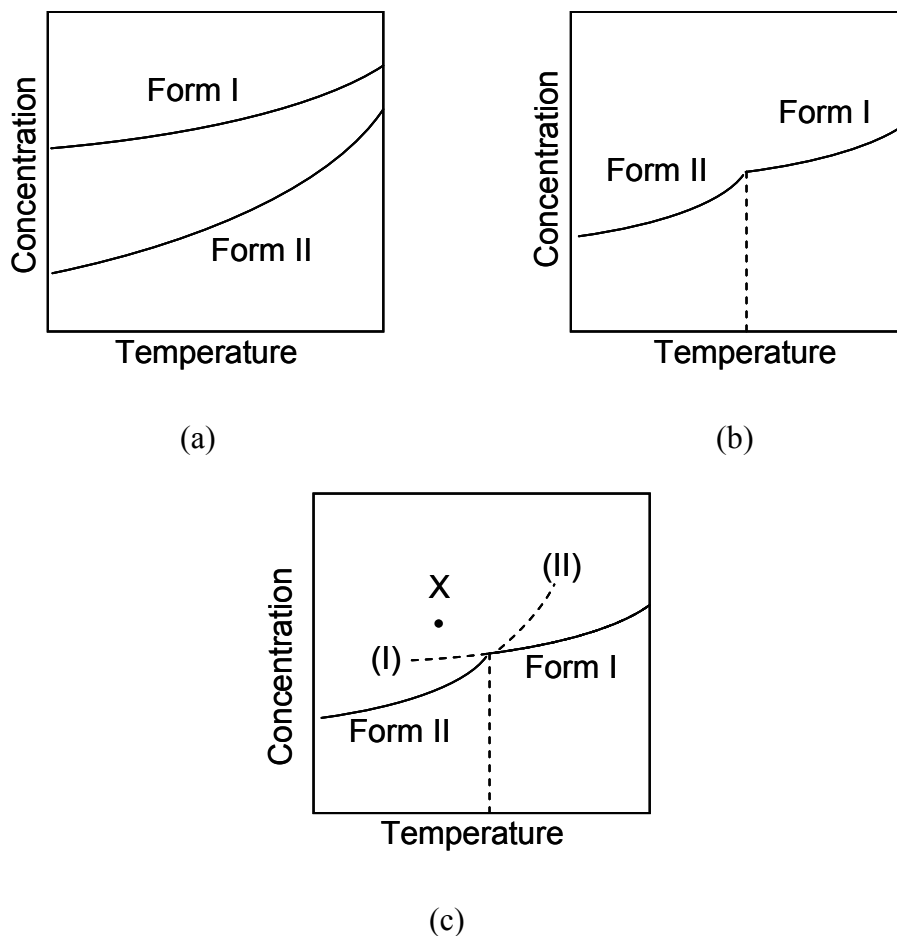 Form I
Form II
Concentration
Temperature
(a)
Form I
Form II
Concentration
Temperature
(b)
X
(II)
(I)
Form I
Form II
Concentration
Temperature
(c)